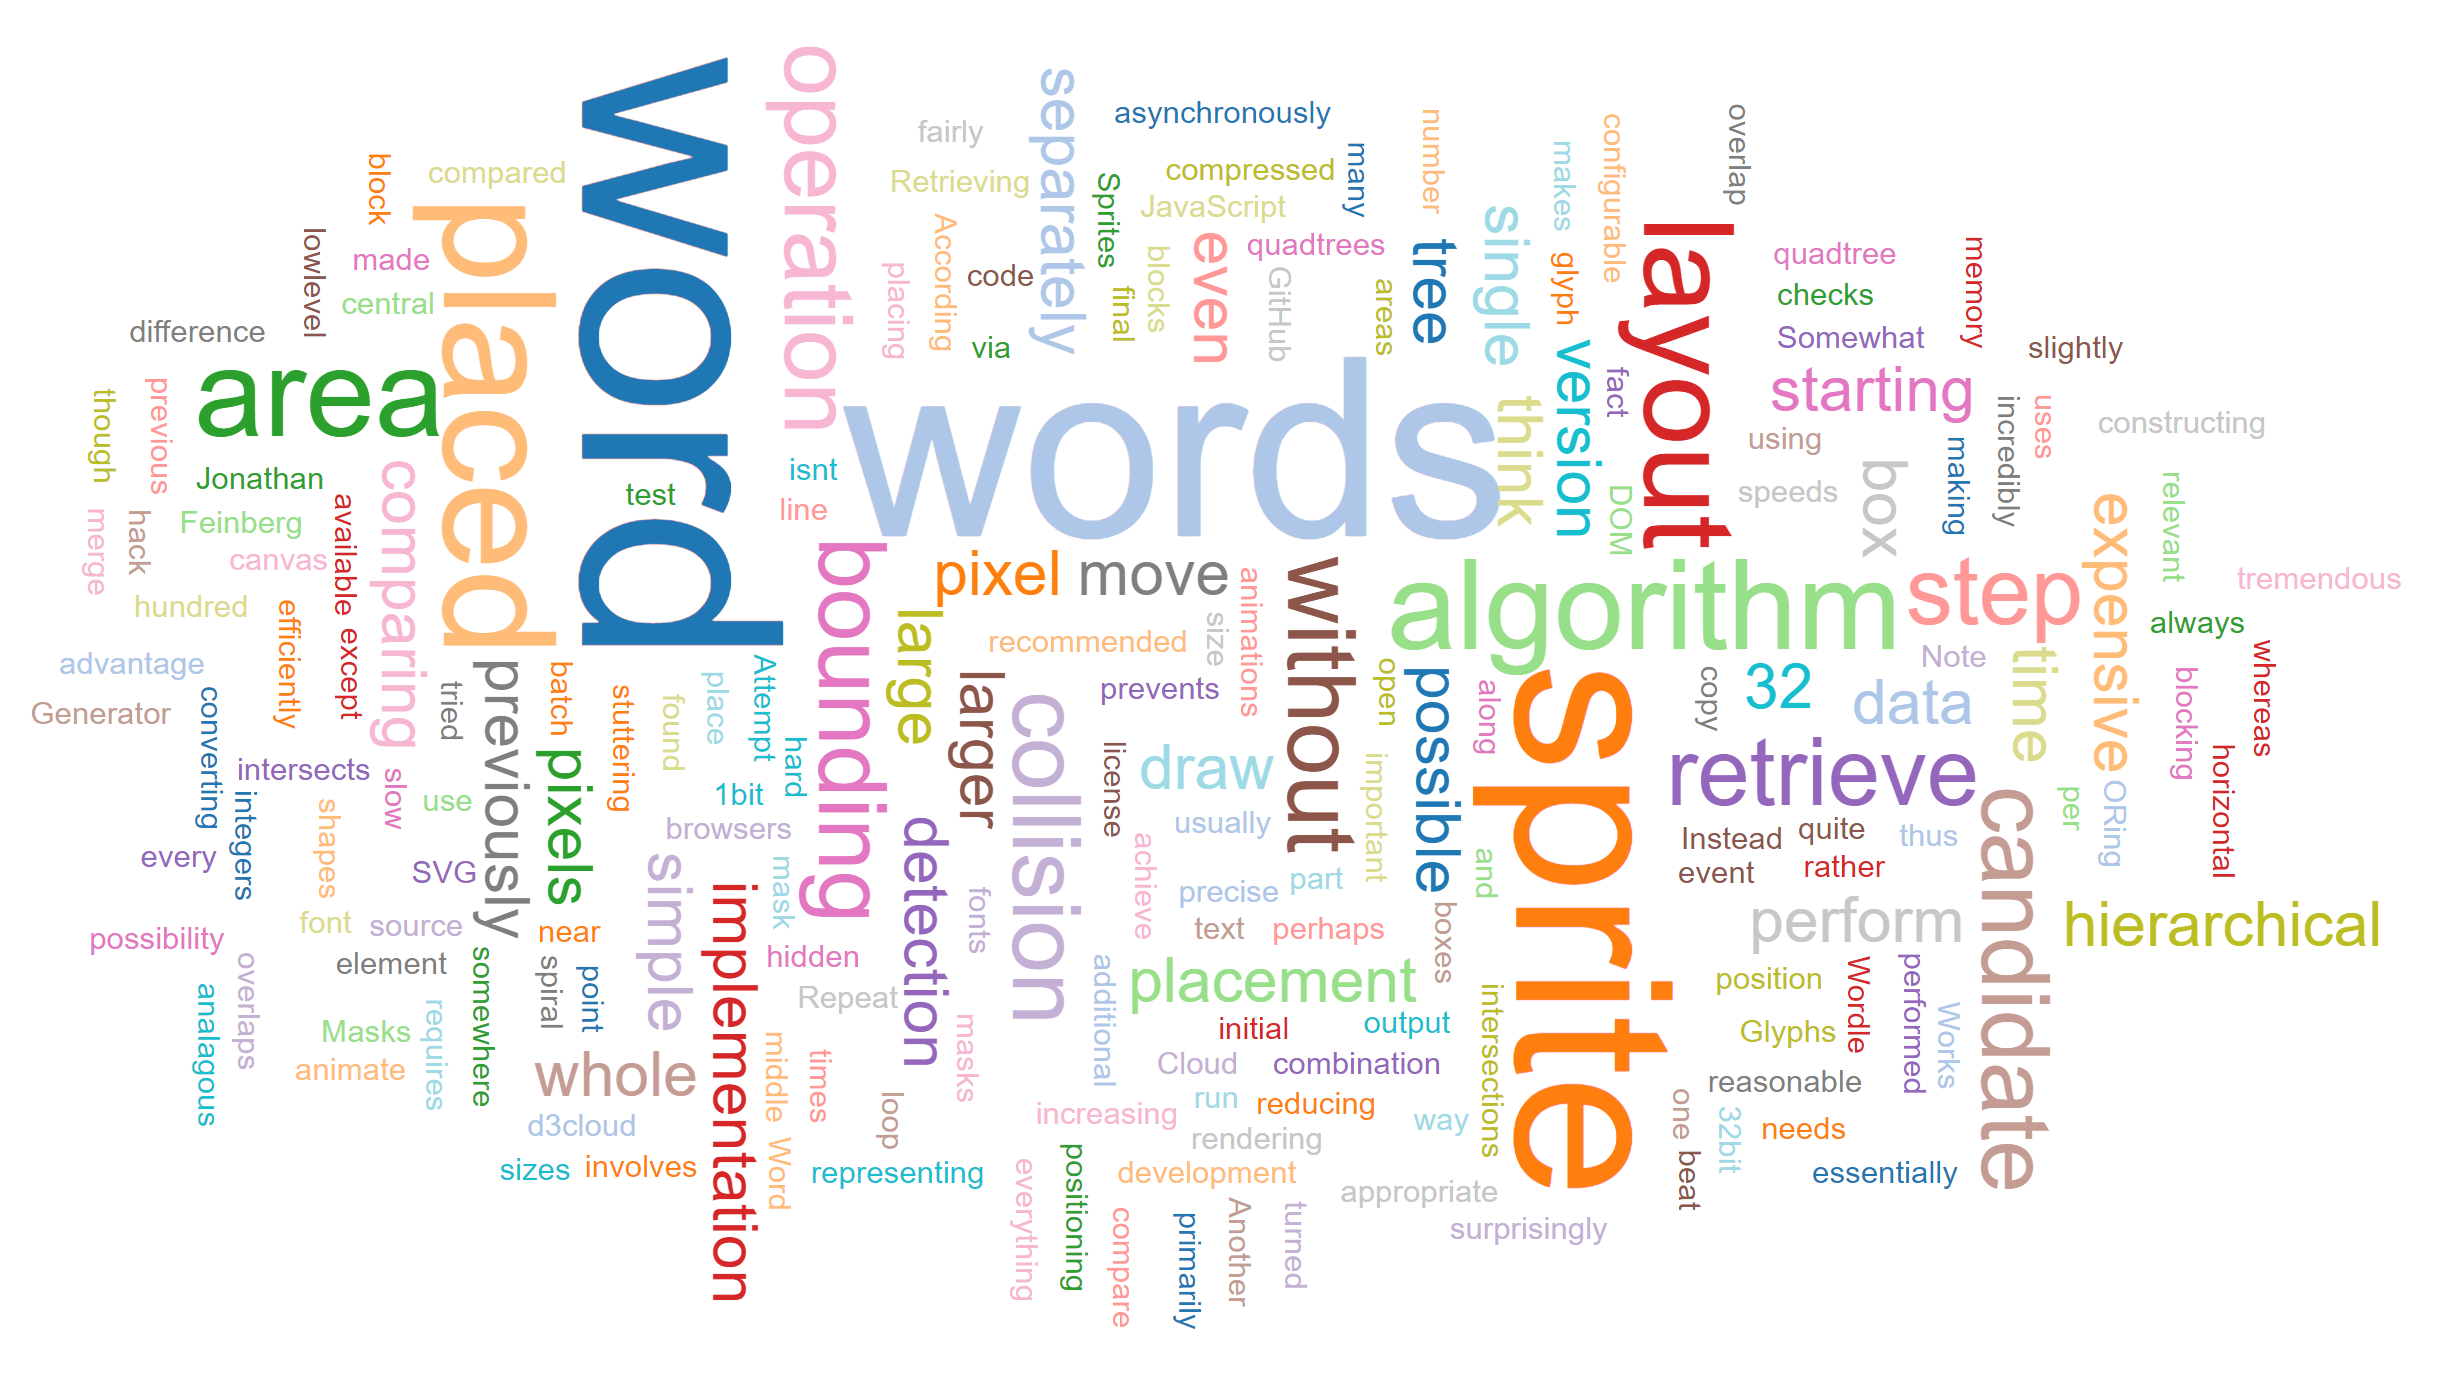 word
words
sprite
layout
placed
algorithm
operation
area
separately
compared
block
lowlevel
made
central
difference
though
previous
Jonathan
Feinberg
canvas
merge
hack
available
comparing
hundred
efficiently
except
advantage
Generator
converting
intersects
integers
shapes
slow
use
tried
every
SVG
possibility
font
source
element
overlaps
analagous
Masks
animate
requires
somewhere
previously
batch
pixels
stuttering
found
place
Attempt
hard
1bit
browsers
test
isnt
line
near
spiral
point
simple
mask
hidden
Repeat
implementation
whole
d3cloud
sizes
involves
middle
Word
times
representing
loop
masks
fonts
detection
bounding
large
larger
collision
pixel
move
recommended
size
animations
prevents
license
draw
usually
achieve
precise
part
text
perhaps
placement
additional
initial
output
Cloud
combination
run
reducing
increasing
rendering
way
development
everything
positioning
compare
primarily
Another
turned
appropriate
surprisingly
intersections
boxes
and
along
possible
important
open
without
fairly
Retrieving
According
placing
code
via
asynchronously
compressed
JavaScript
Sprites
final
blocks
even
quadtrees
GitHub
many
number
areas
tree
single
makes
configurable
glyph
overlap
version
fact
think
DOM
quadtree
checks
Somewhat
memory
slightly
starting
using
speeds
box
making
incredibly
uses
constructing
relevant
expensive
tremendous
step
always
whereas
Note
time
blocking
horizontal
copy
32
data
retrieve
per
ORing
Instead
quite
thus
event
rather
candidate
perform
hierarchical
position
Wordle
performed
Works
Glyphs
reasonable
one
32bit
needs
beat
essentially